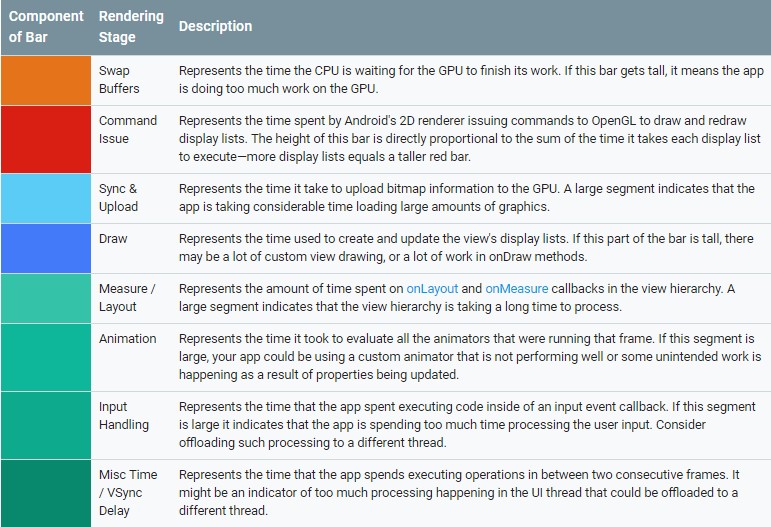 Component Rendering
of Bar Stage Description
Swap Represents the time the CPU is waiting for the GPU to finish its work. If this bar gets tall, it means the app
Buffers is doing too much work on the GPU.
Command Represents the time spent by Android's 2D renderer issuing commands to OpenGL to draw and redraw
Issue display lists. The height of this bar is directly proportional to the sum of the time it takes each display list
to execute—more display lists equals a taller red bar.
Sync & Represents the time it take to upload bitmap information to the GPU. A large segment indicates that the
Upload app is taking considerable time loading large amounts of graphics.
Draw Represents the time used to create and update the view's display lists. If this part of the bar is tall, there
may be a lot of custom view drawing, or a lot of work in onDraw methods.
Measure / Represents the amount of time spent on onLayout and onMeasure callbacks in the view hierarchy. A
Layout large segment indicates that the view hierarchy is taking a long time to process.
Animation Represents the time it took to evaluate all the animators that were running that frame. If this segment is
large, your app could be using a custom animator that is not performing well or some unintended work is
happening as a result of properties being updated.
Input Represents the time that the app spent executing code inside of an input event callback. If this segment
Handling is large it indicates that the app is spending too much time processing the user input. Consider
offloading such processing to a different thread.
Misc Time Represents the time that the app spends executing operations in between two consecutive frames. It
/ VSync might be an indicator of too much processing happening in the UI thread that could be offloaded to a
Delay different thread.